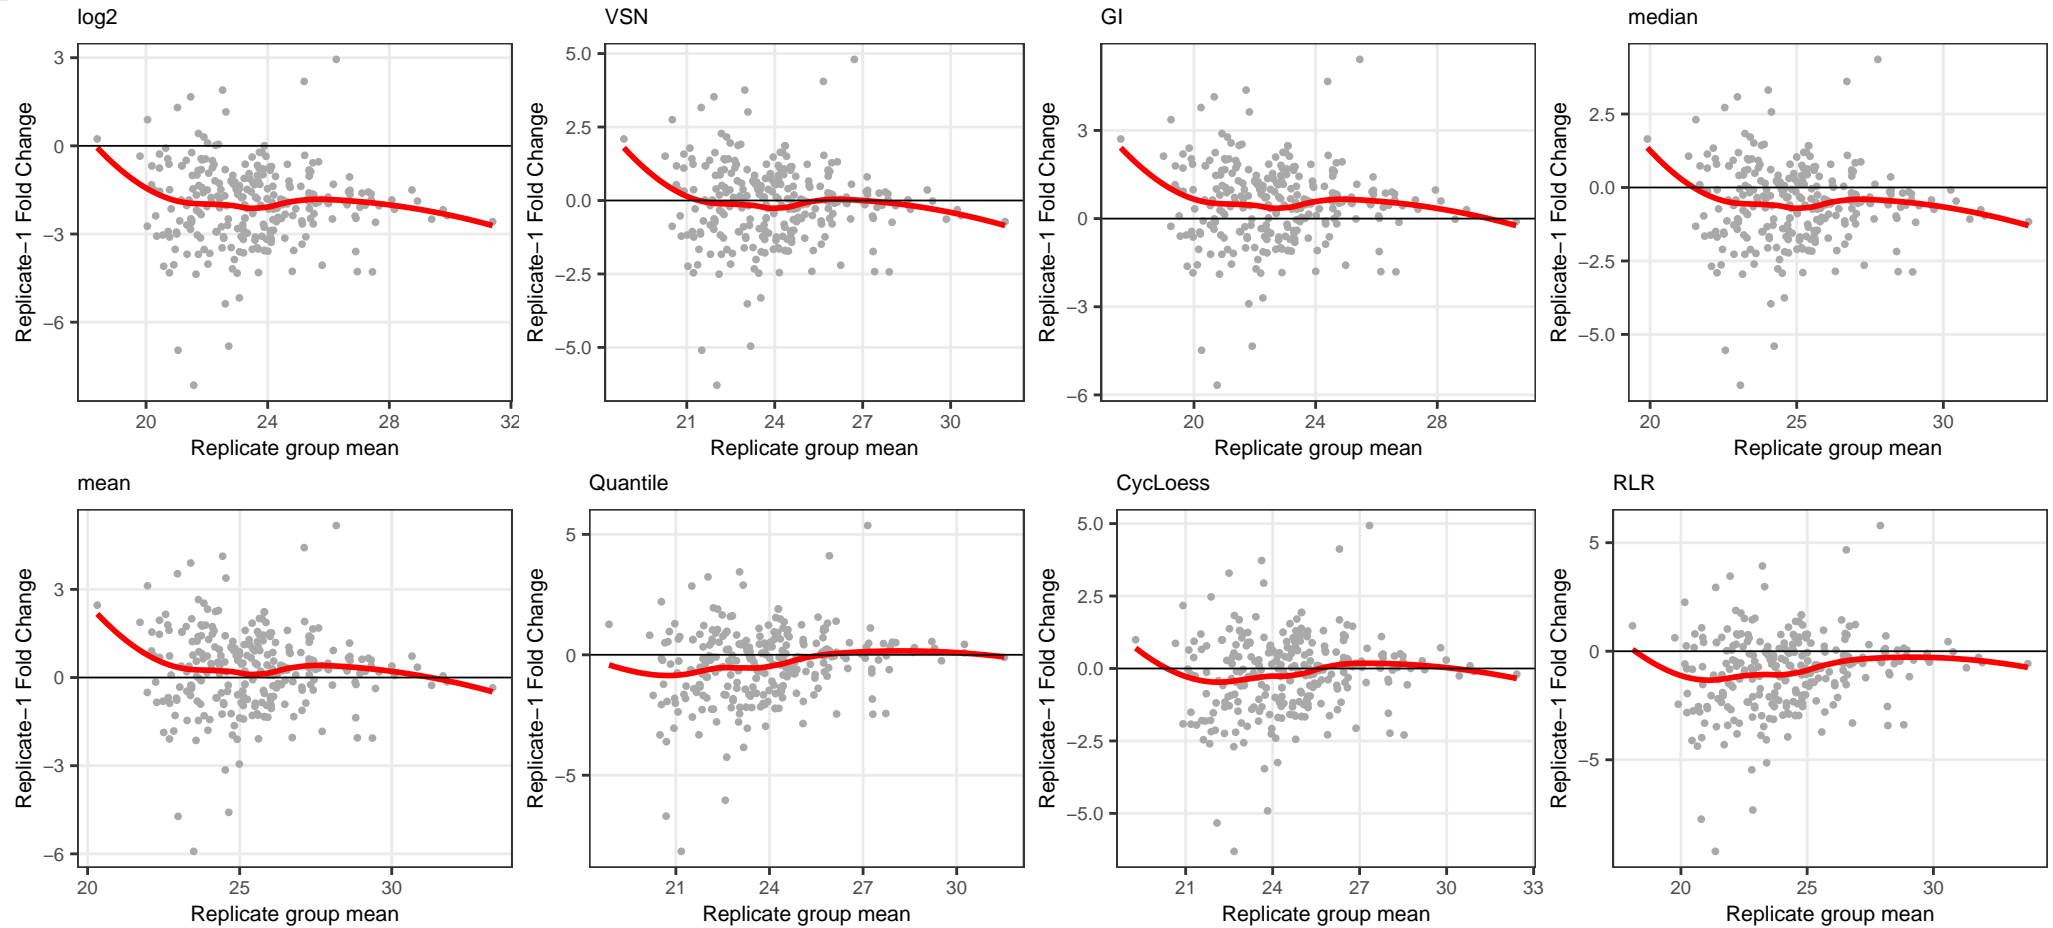 log2 VSN GI median
3 5.0 3 2.5
0 2.5 0 0.0
−3 0.0 −3 −2.5
−6 −2.5 −6 −5.0
−5.0
Replicate−1 Fold Change Replicate−1 Fold Change Replicate−1 Fold Change Replicate−1 Fold Change
20 24 28 32 21 24 27 30 20 24 28 20 25 30
Replicate group mean Replicate group mean Replicate group mean Replicate group mean
mean Quantile CycLoess RLR
3 5 5.0 5
0 0 2.5 0
−3 −5 0.0 −5
−6 −2.5
−5.0
Replicate−1 Fold Change Replicate−1 Fold Change Replicate−1 Fold Change Replicate−1 Fold Change
20 25 30 21 24 27 30 21 24 27 30 33 20 25 30
Replicate group mean Replicate group mean Replicate group mean Replicate group mean